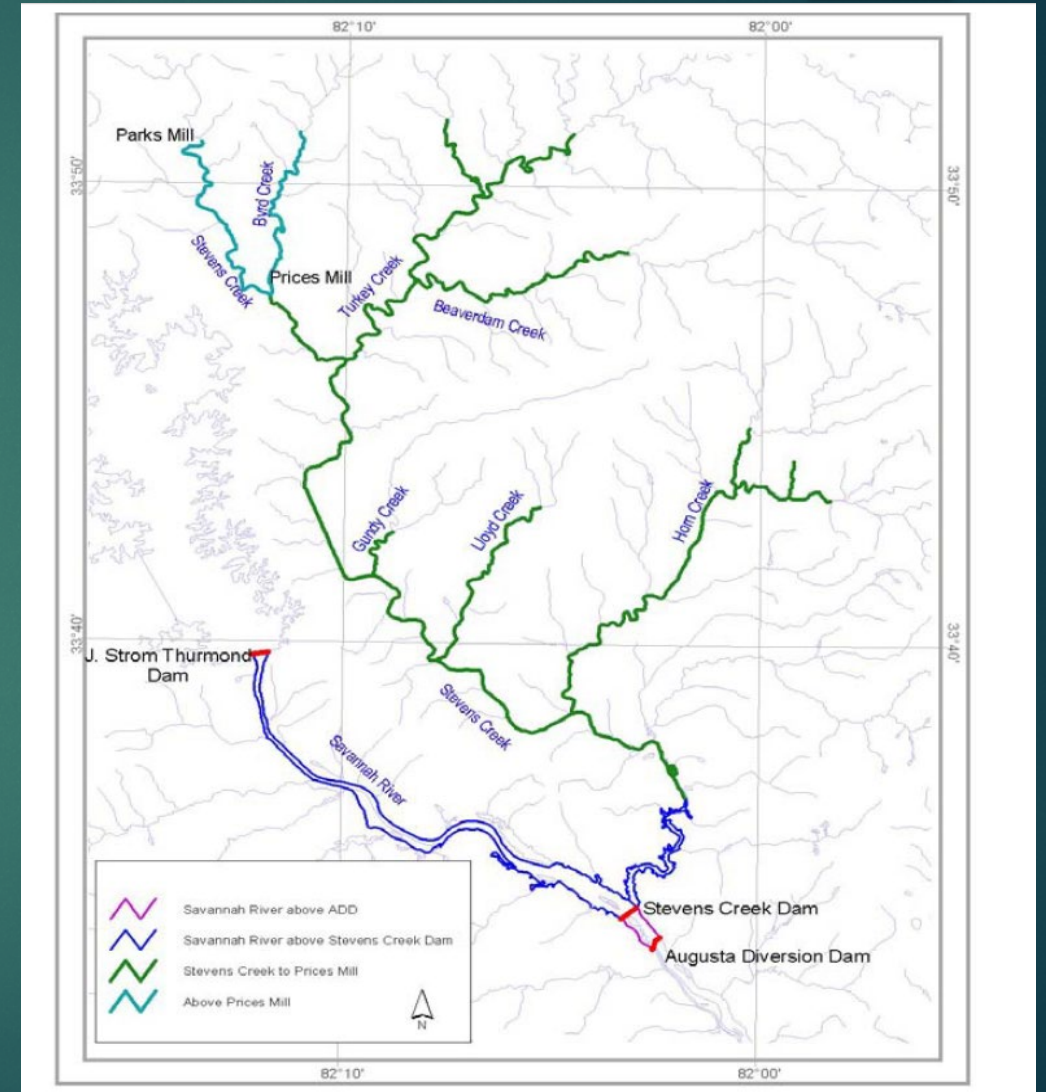 82°10'
82°00'
Parks Mill
33°50'
33°50'
Byrd Creek
Stevens Creek
Prices Mill
Turkey Creek
Beaverdam Creek
Gundy Creek
Lloyd Creek
Horn Creek
33°40'
33°40'
J. Strom Thurmond
Dam
Stevens Creek
Savannah River
Stevens Creek Dam
Augusta Diversion Dam
Savannah River above ADD
Savannah River above Stevens Creek Dam
Stevens Creek to Prices Mill
Above Prices Mill
N
82°10'
82°00'